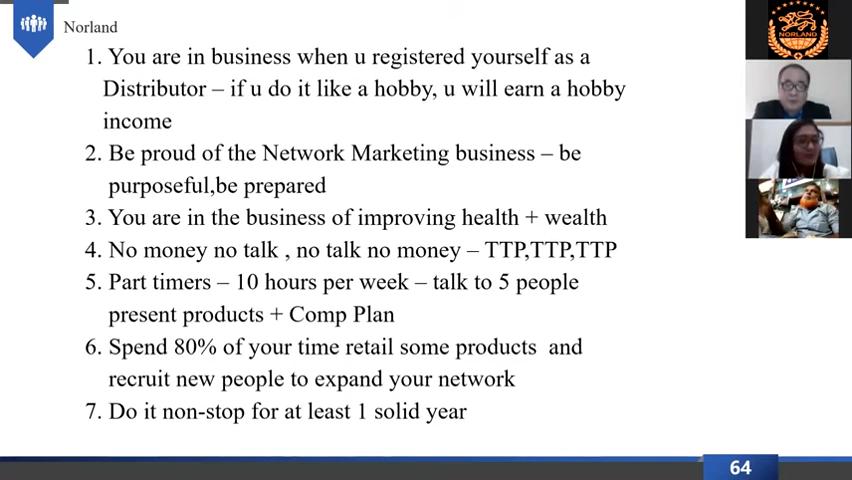 Norland
1. You are in business when u registered yourself as a
Distributor – if u do it like a hobby, u will earn a hobby
income
2. Be proud of the Network Marketing business – be
purposeful,be prepared
3. You are in the business of improving health + wealth
4. No money no talk , no talk no money – TTP,TTP,TTP
5. Part timers – 10 hours per week – talk to 5 people
present products + Comp Plan
6. Spend 80% of your time retail some products  and
recruit new people to expand your network
7. Do it non-stop for at least 1 solid year
64
NORLAND